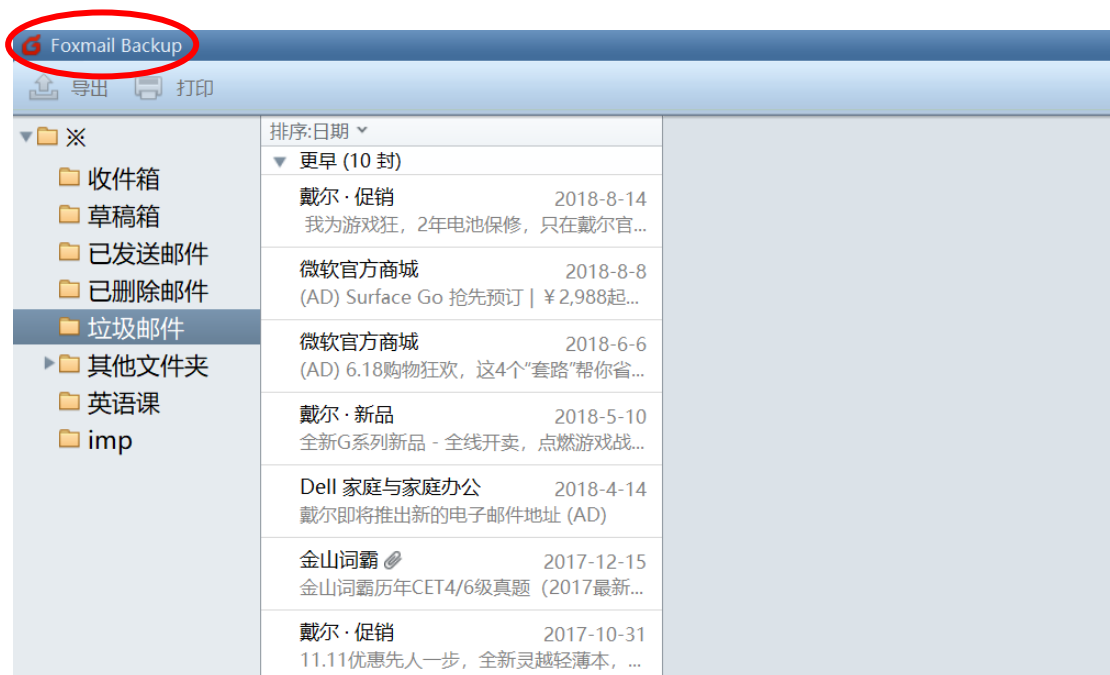 Foxmail Backup
导出 打印
※
收件箱
草稿箱
已发送邮件
已删除邮件
垃圾邮件
其他文件夹
英语课
imp
排序:日期
更早 (10 封)
戴尔 · 促销 2018-8-14
我为游戏狂，2年电池保修，只在戴尔官...
微软官方商城 2018-8-8
(AD) Surface Go 抢先预订 | ¥2,988起...
微软官方商城 2018-6-6
(AD) 6.18购物狂欢，这4个“套路”帮你省...
戴尔 · 新品 2018-5-10
全新G系列新品 - 全线开卖，点燃游戏战...
Dell 家庭与家庭办公 2018-4-14
戴尔即将推出新的电子邮件地址 (AD)
金山词霸 2017-12-15
金山词霸历年CET4/6级真题（2017最新...
戴尔 · 促销 2017-10-31
11.11优惠先人一步，全新灵越轻薄本，...